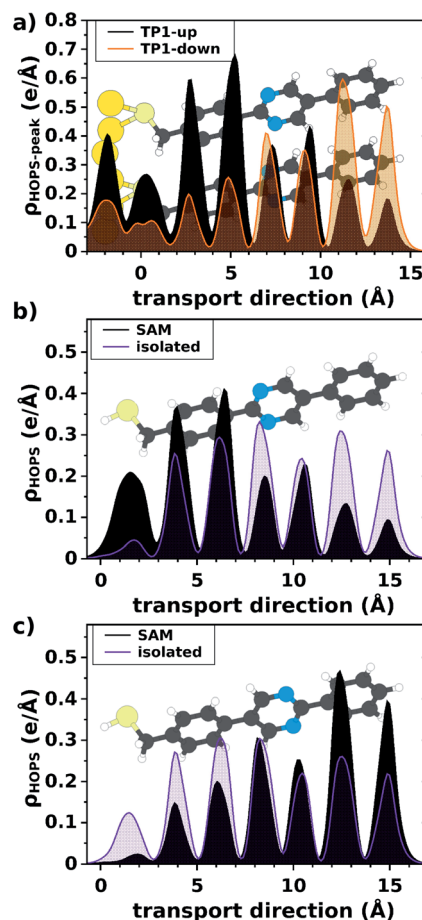 a)
TP1-up
TP1-down
ρHOPS-peak (e/Å)
0.8
0.7
0.6
0.5
0.4
0.3
0.2
0.1
0
0 5 10 15
transport direction (Å)
b)
SAM
isolated
ρHOPS (e/Å)
0.5
0.4
0.3
0.2
0.1
0
0 5 10 15
transport direction (Å)
c)
SAM
isolated
ρHOPS (e/Å)
0.5
0.4
0.3
0.2
0.1
0
0 5 10 15
transport direction (Å)